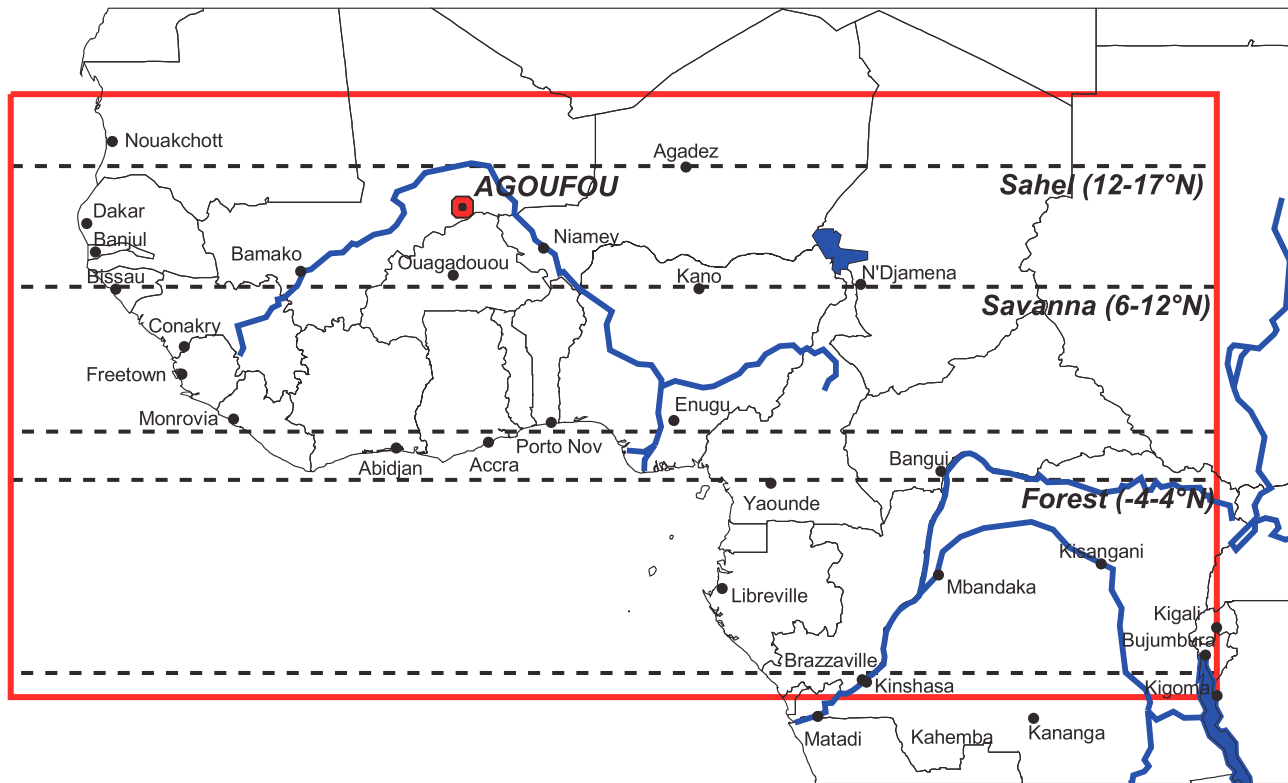 Nouakchott
Agadez
Sahel (12-17°N)
AGOUFOU
Dakar
Banjul
Niamey
Bamako
Ouagadouou
Bissau
Kano
N'Djamena
Savanna (6-12°N)
Conakry
Freetown
Monrovia
Enugu
Porto Nov
Abidjan
Accra
Bangui
Yaounde
Forest (-4-4°N)
Kisangani
Mbandaka
Libreville
Kigali
Bujumbura
Brazzaville
Kinshasa
Kigoma
Matadi
Kahemba
Kananga